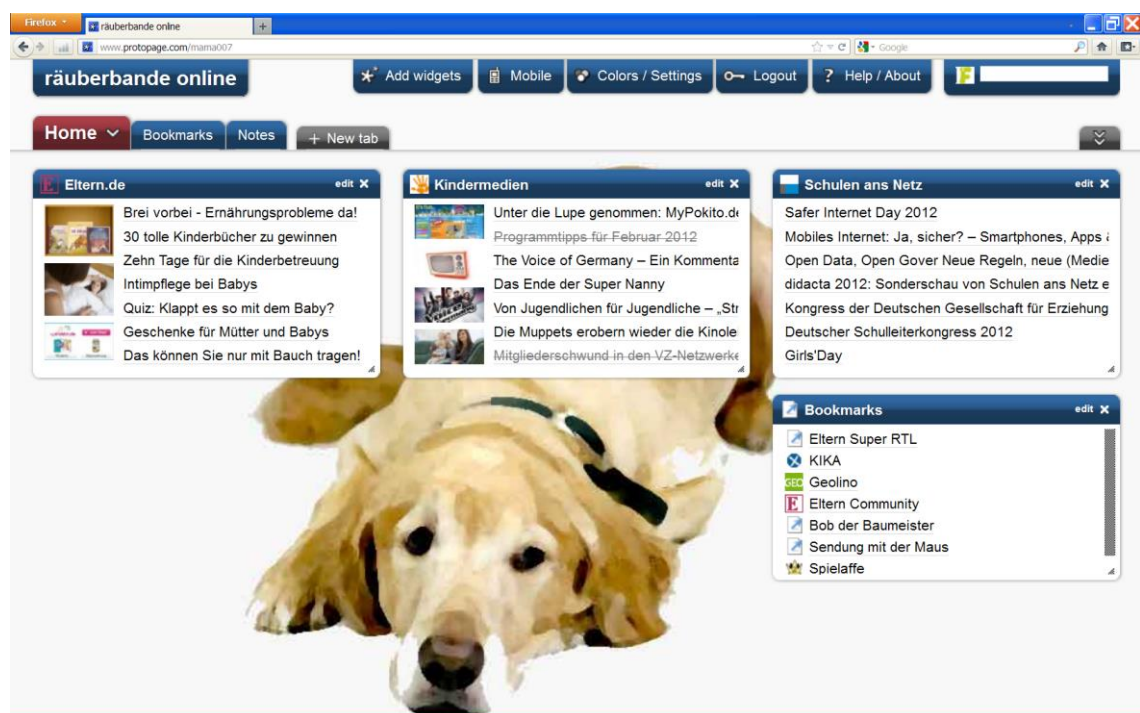 Firefox
räuberbande online
+
www.protopage.com/mama007
Google
räuberbande online
Add widgets
Mobile
Colors / Settings
Logout
? Help / About
Home
Bookmarks
Notes
+ New tab
Eltern.de
edit X
Brei vorbei - Ernährungsprobleme da!
30 tolle Kinderbücher zu gewinnen
Zehn Tage für die Kinderbetreuung
Intimpflege bei Babys
Quiz: Klappt es so mit dem Baby?
Geschenke für Mütter und Babys
Das können Sie nur mit Bauch tragen!
Kindermedien
edit X
Unter die Lupe genommen: MyPokito.de
Programmtipps für Februar 2012
The Voice of Germany – Ein Kommenta
Das Ende der Super Nanny
Von Jugendlichen für Jugendliche – „Str
Die Muppets erobern wieder die Kinole
Mitgliederschwund in den VZ-Netzwerke
Schulen ans Netz
edit X
Safer Internet Day 2012
Mobiles Internet: Ja, sicher? – Smartphones, Apps
Open Data, Open Gover Neue Regeln, neue (Medie
didacta 2012: Sonderschau von Schulen ans Netz e
Kongress der Deutschen Gesellschaft für Erziehung
Deutscher Schulleiterkongress 2012
Girls'Day
Bookmarks
edit X
Eltern Super RTL
KIKA
GEO Geolino
E Eltern Community
Bob der Baumeister
Sendung mit der Maus
Spielaffe